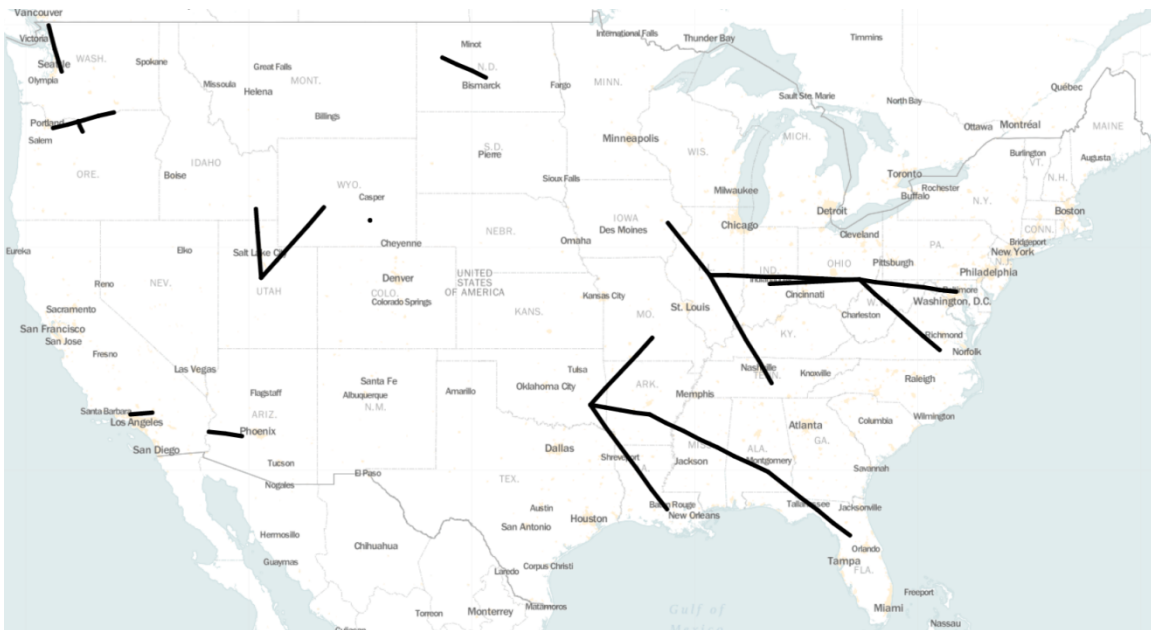 Vancouver
Victoria
WASH.
Seattle
Spokane
Olympia
Great Falls
Missoula
MONT.
Helena
Billings
Minot
N.D.
Bismarck
Fargo
International Falls
Thunder Bay
Timmins
MINN.
Sault Ste. Marie
North Bay
Québec
Ottawa
Montréal
MAINE
Portland
Salem
ORE.
IDAHO
Boise
WYO.
Casper
S.D.
Pierre
Sioux Falls
Minneapolis
WIS.
MICH.
Burlington
VT.
N.H.
Augusta
Toronto
Rochester
Buffalo
N.Y.
Boston
CONN.
Milwaukee
Detroit
Chicago
Cleveland
Bridgeport
New York
N.J.
PA.
Philadelphia
Pittsburgh
Eureka
Elko
Salt Lake City
Cheyenne
NEBR.
IOWA
Des Moines
Omaha
Reno
NEV.
UTAH
Denver
COLO.
Colorado Springs
UNITED
STATES
OF AMERICA
KANS.
Kansas City
MO.
St. Louis
IND.
OHIO
Cincinnati
Charleston
Washington, D.C.
Richmond
Norfolk
KY.
Sacramento
San Francisco
San Jose
Fresno
Las Vegas
Santa Barbara
Los Angeles
San Diego
Flagstaff
ARIZ.
Phoenix
Tucson
Nogales
Santa Fe
Albuquerque
N.M.
Amarillo
Tulsa
Oklahoma City
ARK.
Memphis
Nashville
TENN.
Knoxville
Raleigh
Columbia
Wilmington
Atlanta
GA.
ALA.
Montgomery
Savannah
Jackson
Shreveport
Dallas
TEX.
El Paso
Austin
San Antonio
Houston
Baton Rouge
New Orleans
Tallahassee
Jacksonville
Orlando
Tampa
FLA.
Miami
Freeport
Nassau
Hermosillo
Guaymas
Chihuahua
Laredo
Corpus Christi
Torreon
Monterrey
Matamoros
Gulf of
Mexico